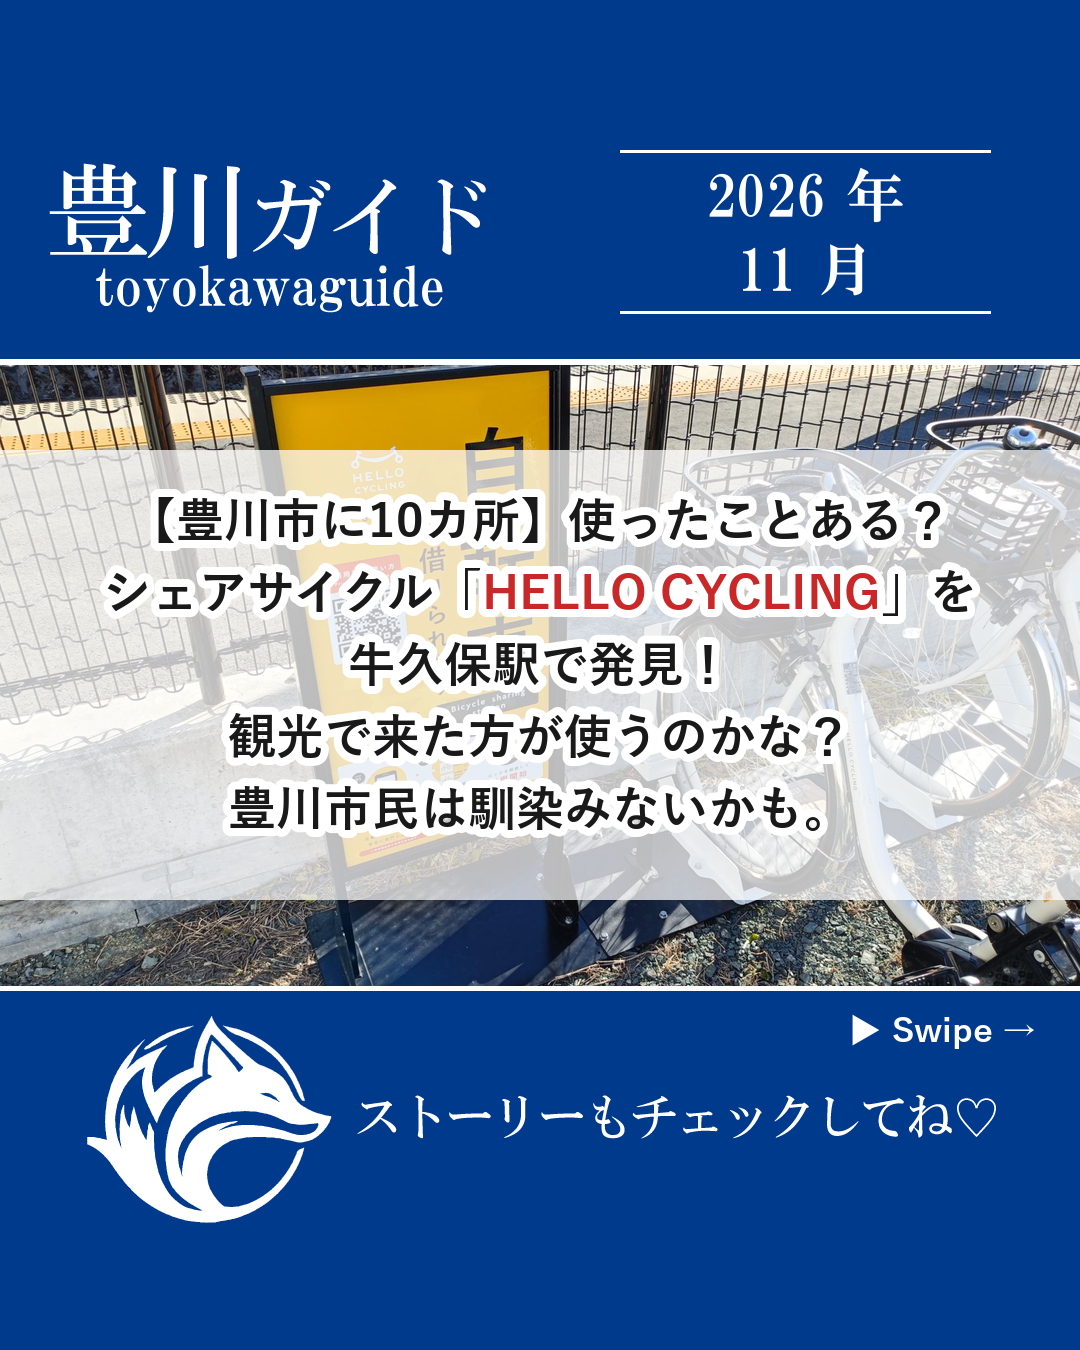 豊川ガイド
toyokawaguide
2026 年
11 月
【豊川市に10カ所】使ったことある？
シェアサイクル「HELLO CYCLING」を
牛久保駅で発見！
観光で来た方が使うのかな？
豊川市民は馴染みないかも。
HELLO
CYCLING
Bicycle sharing
▶ Swipe →
ストーリーもチェックしてね♡